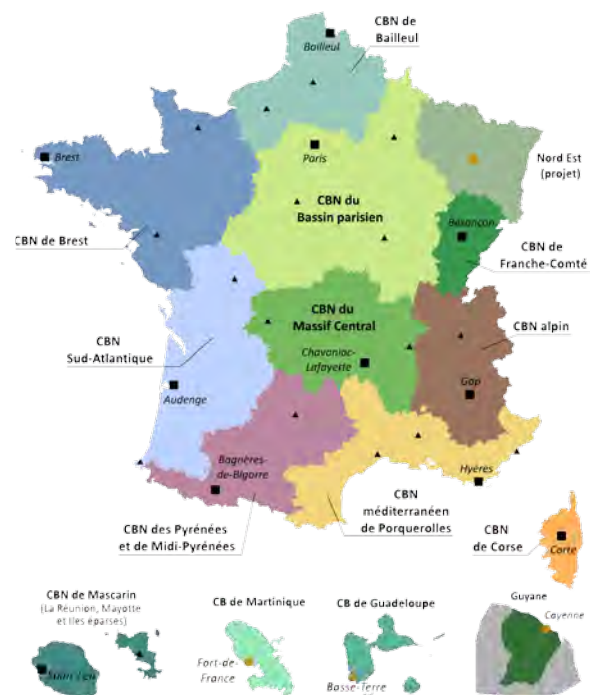 CBN de
Bailleul
Bailleul
Brest
Paris
Nord Est
(projet)
CBN du
Bassin parisien
Besançon
CBN de Brest
CBN de
Franche-Comté
CBN du
Massif Central
CBN alpin
CBN
Sud-Atlantique
Chavaniac-
Lafayette
Gap
Audenge
Bagnères-
de-Bigorre
Hyères
CBN
méditerranéen
de Porquerolles
CBN des Pyrénées
et de Midi-Pyrénées
CBN
de Corse
Corte
CBN de Mascarin
(La Réunion, Mayotte
et Iles éparses)
CB de Martinique
CB de Guadeloupe
Guyane
Cayenne
Saint Leu
Fort-de-
France
Basse-Terre